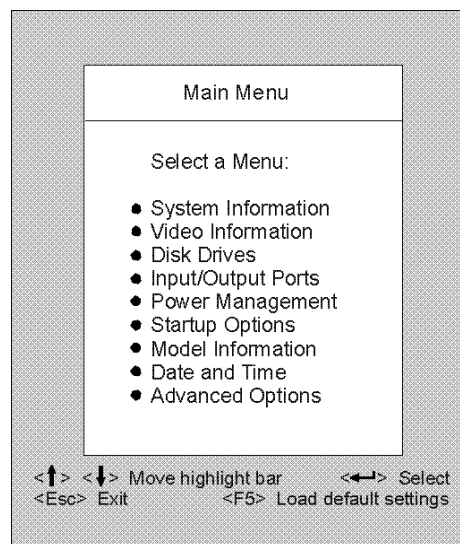 Main Menu
Select a Menu:
● System Information
● Video Information
● Disk Drives
● Input/Output Ports
● Power Management
● Startup Options
● Model Information
● Date and Time
● Advanced Options
<↑> <↓> Move highlight bar <↵> Select
<Esc> Exit <F5> Load default settings